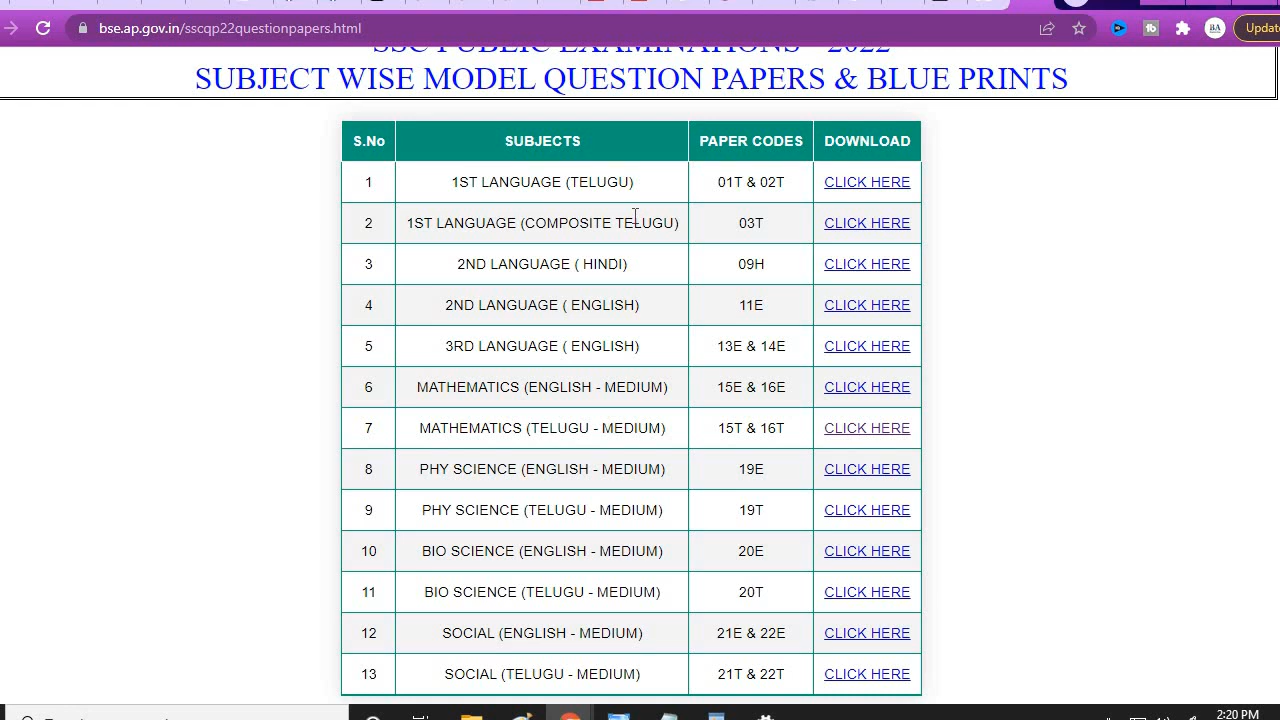 bse.ap.gov.in/sscqp22questionpapers.html
BA
Updat
SSC PUBLIC EXAMINATIONS - 2022
SUBJECT WISE MODEL QUESTION PAPERS & BLUE PRINTS
S.No SUBJECTS PAPER CODES DOWNLOAD
1 1ST LANGUAGE (TELUGU) 01T & 02T CLICK HERE
2 1ST LANGUAGE (COMPOSITE TELUGU) 03T CLICK HERE
3 2ND LANGUAGE ( HINDI) 09H CLICK HERE
4 2ND LANGUAGE ( ENGLISH) 11E CLICK HERE
5 3RD LANGUAGE ( ENGLISH) 13E & 14E CLICK HERE
6 MATHEMATICS (ENGLISH - MEDIUM) 15E & 16E CLICK HERE
7 MATHEMATICS (TELUGU - MEDIUM) 15T & 16T CLICK HERE
8 PHY SCIENCE (ENGLISH - MEDIUM) 19E CLICK HERE
9 PHY SCIENCE (TELUGU - MEDIUM) 19T CLICK HERE
10 BIO SCIENCE (ENGLISH - MEDIUM) 20E CLICK HERE
11 BIO SCIENCE (TELUGU - MEDIUM) 20T CLICK HERE
12 SOCIAL (ENGLISH - MEDIUM) 21E & 22E CLICK HERE
13 SOCIAL (TELUGU - MEDIUM) 21T & 22T CLICK HERE
2:20 PM